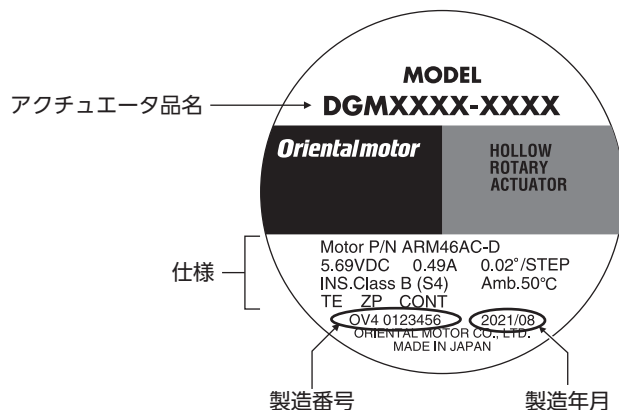 MODEL
アクチュエータ品名
DGMXXXX-XXXX
Orientalmotor
HOLLOW
ROTARY
ACTUATOR
仕様
Motor P/N ARM46AC-D
5.69VDC 0.49A 0.02°/STEP
INS.Class B (S4) Amb.50℃
TE ZP CONT
OV4 0123456 2021/08
ORIENTAL MOTOR CO., LTD.
MADE IN JAPAN
製造番号
製造年月